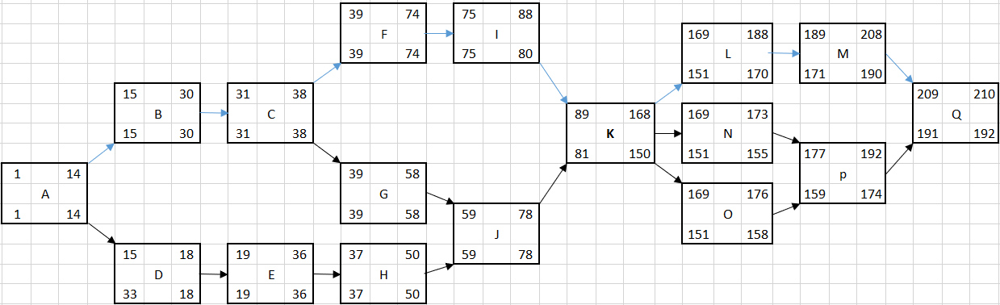 39 74
F
39 74
75 88
I
75 80
169 188
L
151 170
189 208
M
171 190
15 30
B
15 30
31 38
C
31 38
89 168
K
81 150
209 210
Q
191 192
169 173
N
151 155
1 14
A
1 14
39 58
G
39 58
177 192
p
159 174
169 176
O
151 158
59 78
J
59 78
15 18
D
33 18
19 36
E
19 36
37 50
H
37 50